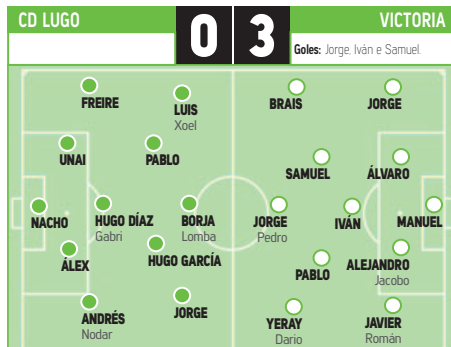 CD LUGO
0
3
VICTORIA
Goles: Jorge, Iván e Samuel.
FREIRE
LUIS
Xoel
UNAI
PABLO
NACHO
HUGO DÍAZ
Gabri
BORJA
Lomba
ÁLEX
HUGO GARCÍA
ANDRÉS
Nodar
JORGE
BRAIS
JORGE
SAMUEL
ÁLVARO
JORGE
Pedro
IVÁN
MANUEL
PABLO
ALEJANDRO
Jacobo
YERAY
Dario
JAVIER
Román